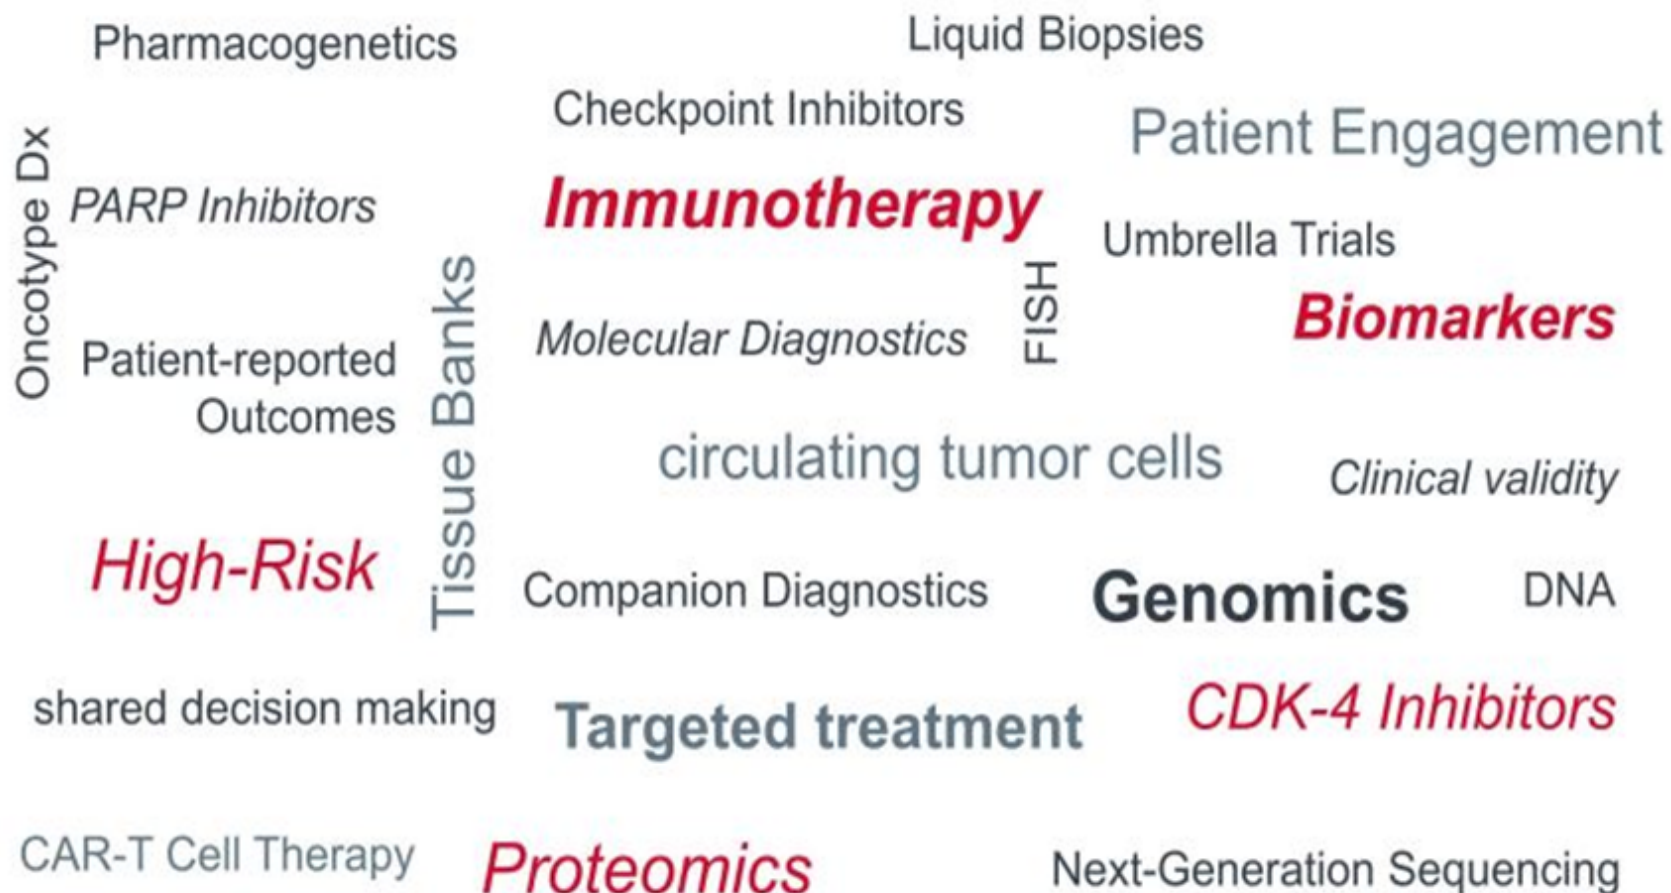 Pharmacogenetics
Liquid Biopsies
Checkpoint Inhibitors
Patient Engagement
Oncotype Dx
PARP Inhibitors
Immunotherapy
Umbrella Trials
FISH
Biomarkers
Tissue Banks
Molecular Diagnostics
Patient-reported
Outcomes
circulating tumor cells
Clinical validity
High-Risk
Companion Diagnostics
Genomics
DNA
shared decision making
Targeted treatment
CDK-4 Inhibitors
CAR-T Cell Therapy
Proteomics
Next-Generation Sequencing